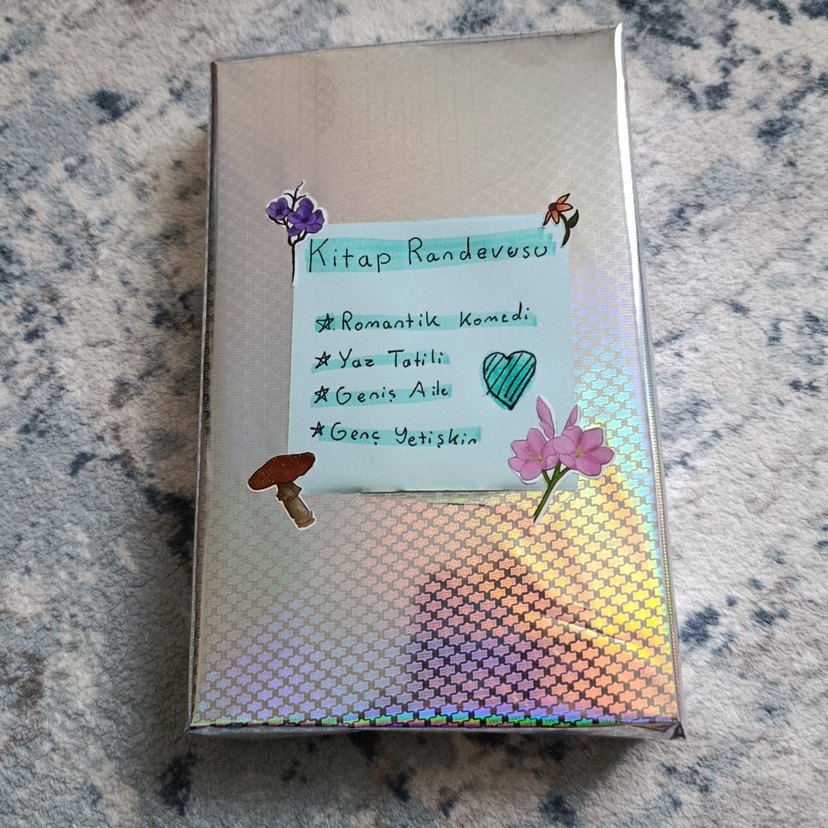 Kitap Randevusu
☆ Romantik Komedi
☆ Yaz Tatili
☆ Geniş Aile
☆ Genç Yetişkin